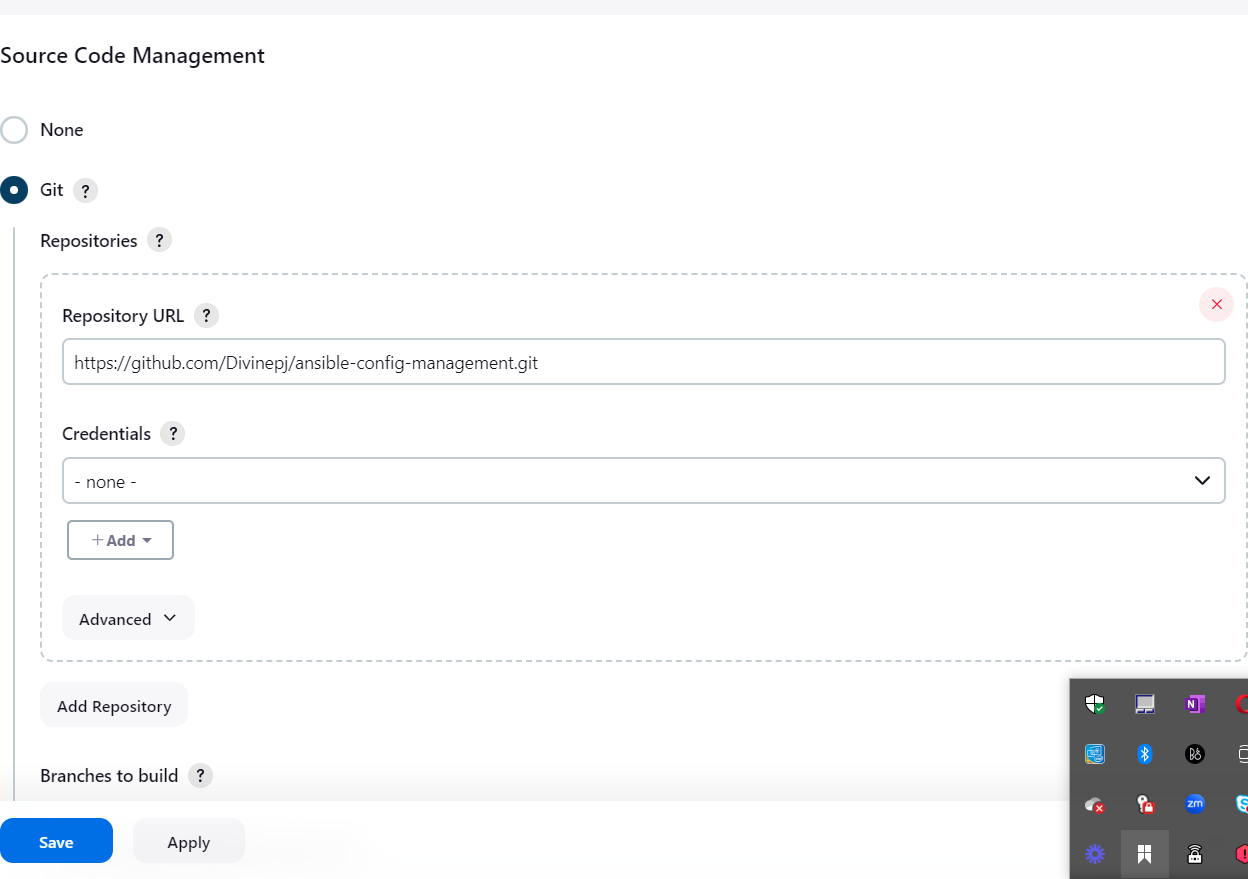 Source Code Management
None
Git ?
Repositories ?
Repository URL ?
https://github.com/Divinepj/ansible-config-management.git
Credentials ?
- none -
+ Add
Advanced
Add Repository
Branches to build ?
Save
Apply
N
zm